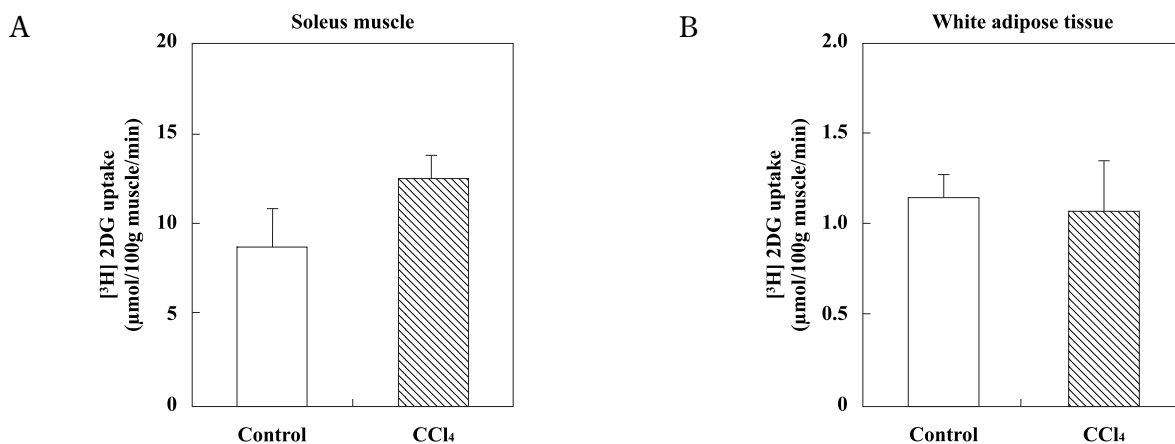 A
Soleus muscle
20
15
10
5
0
[³H] 2DG uptake
(µmol/100g muscle/min)
Control
CCl₄
B
White adipose tissue
2.0
1.5
1.0
0.5
0
[³H] 2DG uptake
(µmol/100g muscle/min)
Control
CCl₄